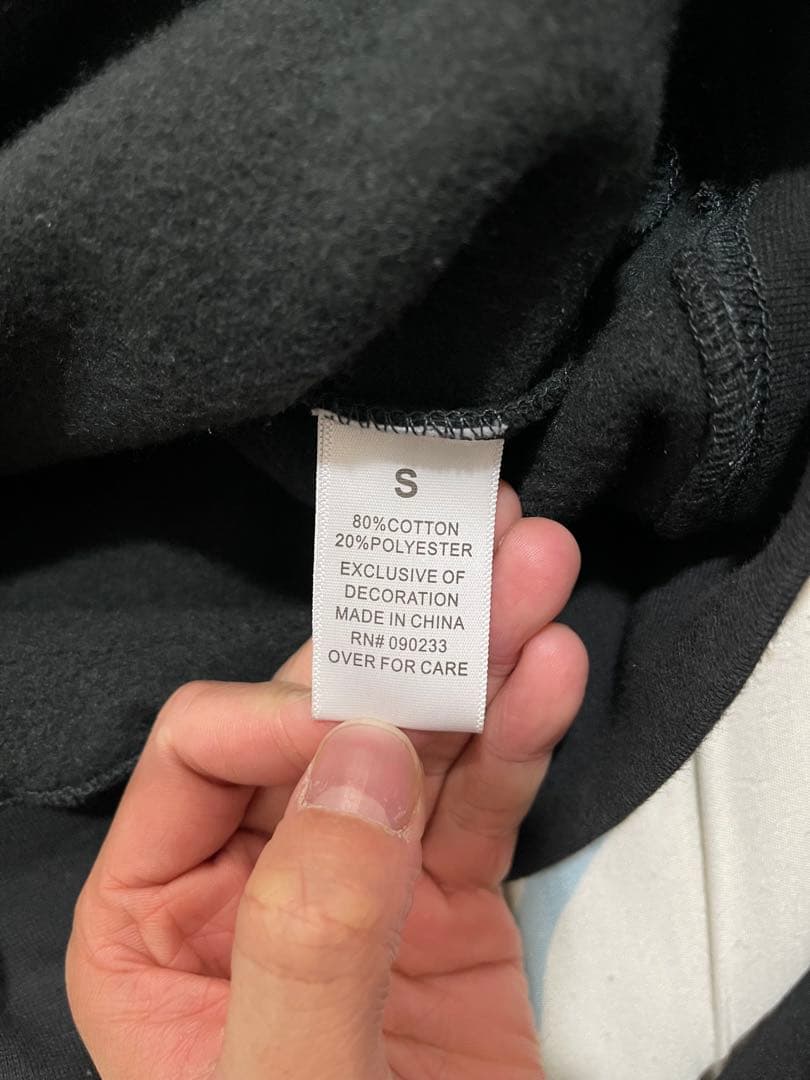 S
80%COTTON
20%POLYESTER
EXCLUSIVE OF
DECORATION
MADE IN CHINA
RN# 090233
OVER FOR CARE